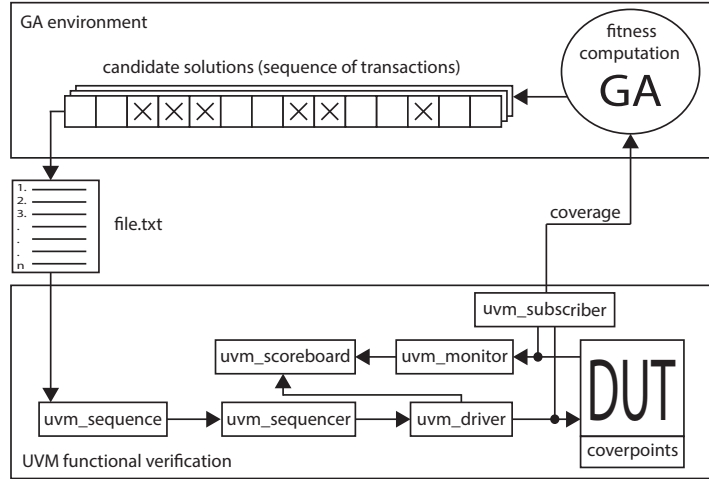 GA environment
fitness
computation
GA
candidate solutions (sequence of transactions)
1.
2.
3.
.
.
.
n
file.txt
coverage
uvm_subscriber
uvm_scoreboard
uvm_monitor
DUT
uvm_sequence
uvm_sequencer
uvm_driver
coverpoints
UVM functional verification